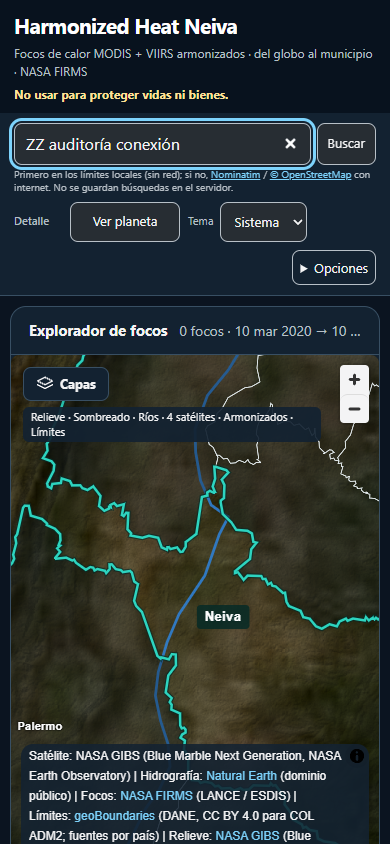 Harmonized Heat Neiva
Focos de calor MODIS + VIIRS armonizados · del globo al municipio
· NASA FIRMS
No usar para proteger vidas ni bienes.
ZZ auditoría conexión
Buscar
Primero en los límites locales (sin red); si no, Nominatim / © OpenStreetMap con
internet. No se guardan búsquedas en el servidor.
Detalle Ver planeta Tema Sistema
▶ Opciones
Explorador de focos 0 focos · 10 mar 2020 → 10 ...
Capas
+
−
Relieve · Sombreado · Ríos · 4 satélites · Armonizados ·
Límites
Neiva
Palermo
Satélite: NASA GIBS (Blue Marble Next Generation, NASA
Earth Observatory) | Hidrografía: Natural Earth (dominio
público) | Focos: NASA FIRMS (LANCE / ESDIS) |
Límites: geoBoundaries (DANE, CC BY 4.0 para COL
ADM2; fuentes por país) | Relieve: NASA GIBS (Blue